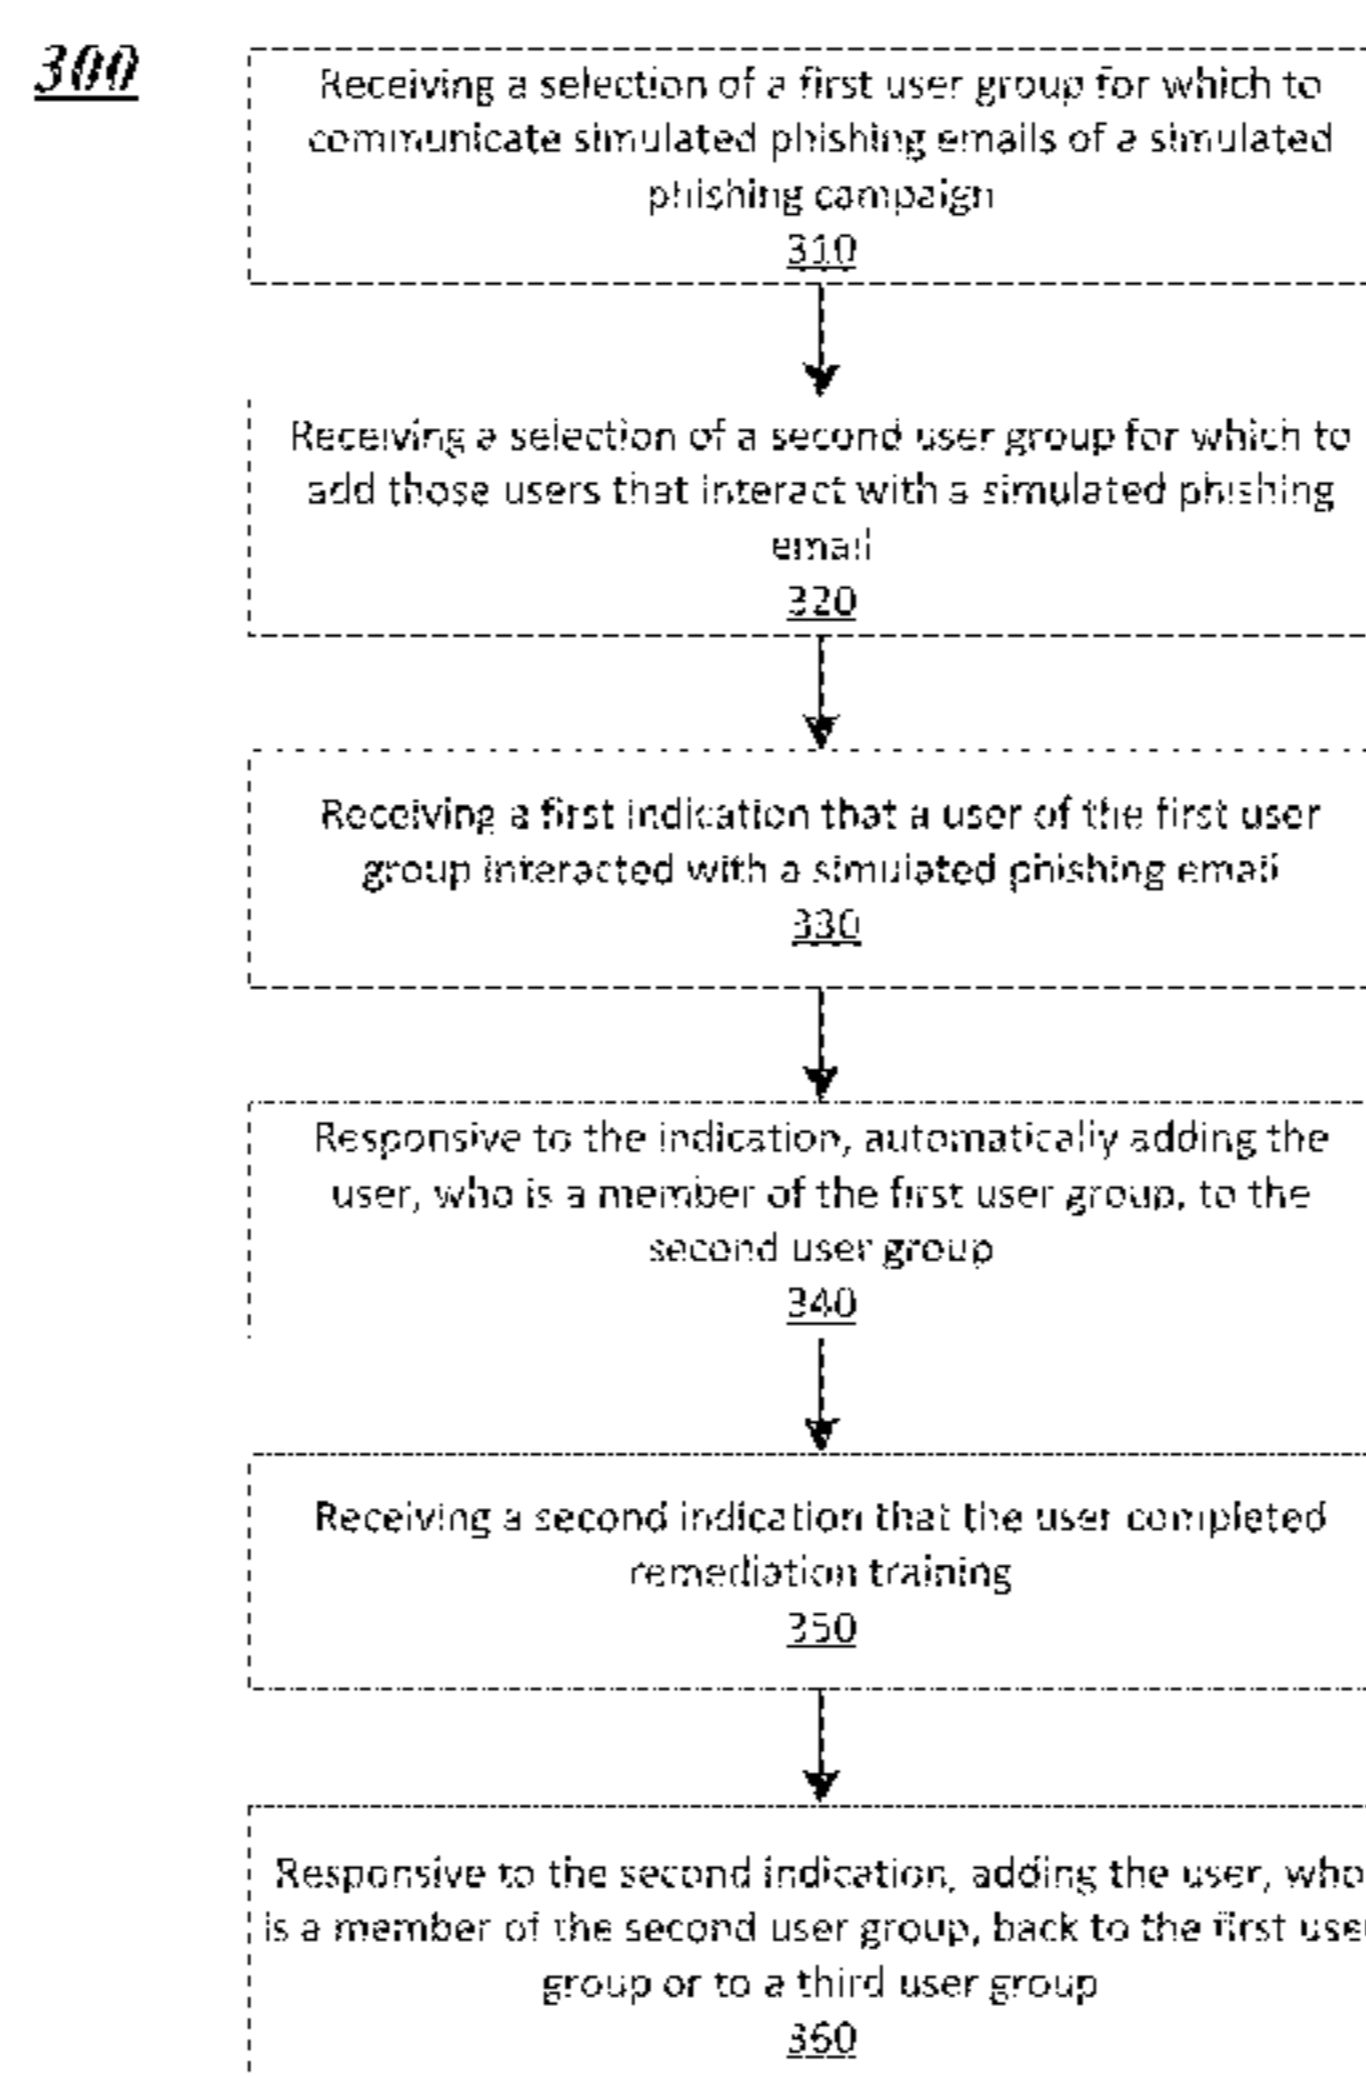 300
Receiving a selection of a first user group for which to
communicate simulated phishing emails of a simulated
phishing campaign
310
Receiving a selection of a second user group for which to
add those users that interact with a simulated phishing
email
320
Receiving a first indication that a user of the first user
group interacted with a simulated phishing email
330
Responsive to the indication, automatically adding the
user, who is a member of the first user group, to the
second user group
340
Receiving a second indication that the user completed
remediation training
350
Responsive to the second indication, adding the user, who
is a member of the second user group, back to the first user
group or to a third user group
360